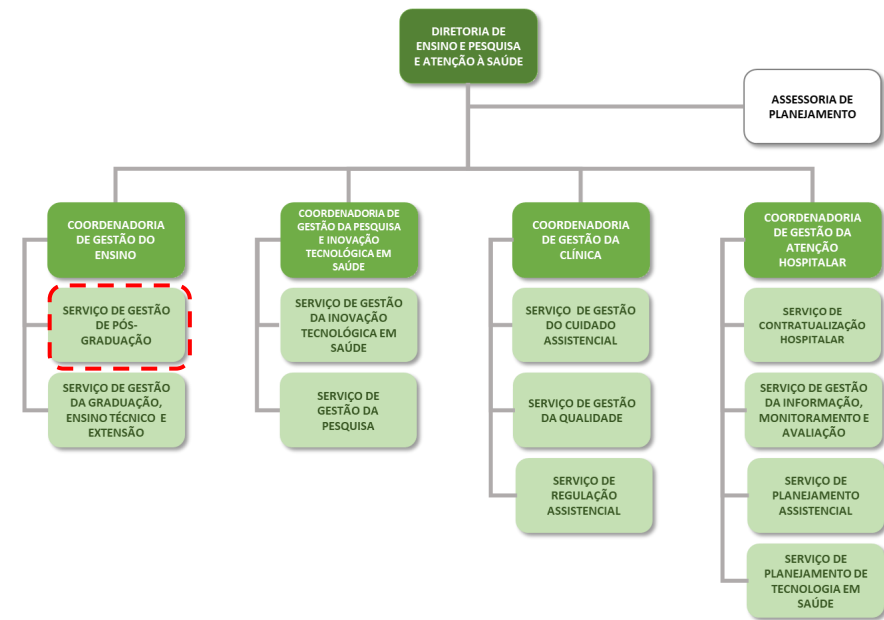 DIRETORIA DE
ENSINO E PESQUISA
E ATENÇÃO À SAÚDE
ASSESSORIA DE
PLANEJAMENTO
COORDENADORIA
DE GESTÃO DO
ENSINO
SERVIÇO DE GESTÃO
DE PÓS-
GRADUAÇÃO
SERVIÇO DE GESTÃO
DA GRADUAÇÃO,
ENSINO TÉCNICO E
EXTENSÃO
COORDENADORIA DE
GESTÃO DA PESQUISA
E INOVAÇÃO
TECNOLÓGICA EM
SAÚDE
SERVIÇO DE GESTÃO
DA INOVAÇÃO
TECNOLÓGICA EM
SAÚDE
SERVIÇO DE
GESTÃO DA
PESQUISA
COORDENADORIA
DE GESTÃO DA
CLÍNICA
SERVIÇO DE GESTÃO
DO CUIDADO
ASSISTENCIAL
SERVIÇO DE GESTÃO
DA QUALIDADE
SERVIÇO DE
REGULAÇÃO
ASSISTENCIAL
COORDENADORIA
DE GESTÃO DA
ATENÇÃO
HOSPITALAR
SERVIÇO DE
CONTRATUALIZAÇÃO
HOSPITALAR
SERVIÇO DE GESTÃO
DA INFORMAÇÃO,
MONITORAMENTO E
AVALIAÇÃO
SERVIÇO DE
PLANEJAMENTO
ASSISTENCIAL
SERVIÇO DE
PLANEJAMENTO DE
TECNOLOGIA EM
SAÚDE